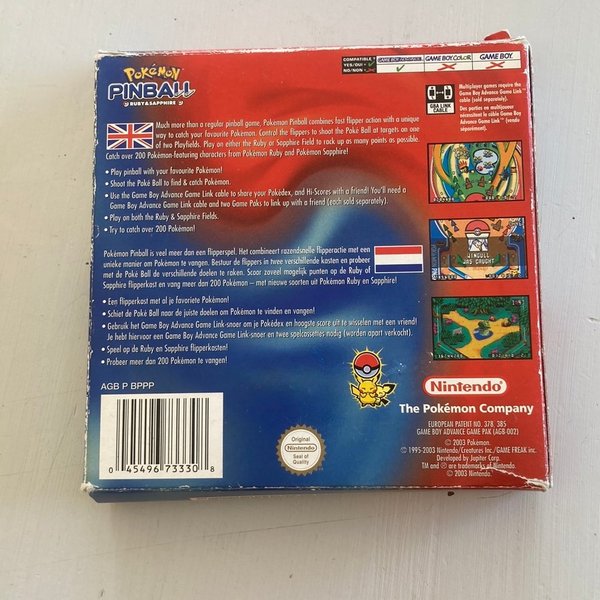 POKéMON
PINBALL
RUBY & SAPPHIRE
COMPATIBLE
YES/OUI •
NO/NON •
GAME BOY ADVANCE
GAME BOY COLOR
GAME BOY
GBA LINK
CABLE
Multiplayer games require the
Game Boy Advance Game Link
cable (sold separately).
Des parties en multijoueur
nécessitent le câble Game Boy
Advance Game Link™ (vendu
séparément).
Much more than a regular pinball game, Pokémon Pinball combines fast flipper action with a unique
way to catch your favourite Pokémon. Control the flippers to shoot the Poké Ball at targets on one
of two Playfields. Play on either the Ruby or Sapphire Field to rack up as many points as possible.
Catch over 200 Pokémon-featuring characters from Pokémon Ruby and Pokémon Sapphire!
• Play pinball with your favourite Pokémon!
• Shoot the Poké Ball to find & catch Pokémon.
• Use the Game Boy Advance Game Link cable to share your Pokédex, and Hi-Scores with a friend! You'll need a
Game Boy Advance Game Link cable and two Game Paks to link up with a friend (each sold separately).
• Play on both the Ruby & Sapphire Fields.
• Try to catch over 200 Pokémon!
Pokémon Pinball is veel meer dan een flipperspel. Het combineert razendsnelle flipperactie met een
unieke manier om Pokémon te vangen. Bestuur de flippers in twee verschillende kasten en probeer
met de Poké Ball de verschillende doelen te raken. Scoor zoveel mogelijk punten op de Ruby of
Sapphire flipperkast en vang meer dan 200 Pokémon – met nieuwe soorten uit Pokémon Ruby en Sapphire!
• Een flipperkast met al je favoriete Pokémon!
• Schiet de Poké Ball naar de juiste doelen om Pokémon te vinden en vangen!
• Gebruik het Game Boy Advance Game Link-snoer om je Pokédex en hoogste score uit te wisselen met een vriend!
Je hebt hiervoor een Game Boy Advance Game Link-snoer en twee spelcassettes nodig (worden apart verkocht).
• Speel op de Ruby en Sapphire flipperkasten!
• Probeer meer dan 200 Pokémon te vangen!
WINGULL
WAS CAUGHT
AGB P BPPP
0 45496 73330 8
Original
Nintendo
Seal of
Quality
Nintendo
The Pokémon Company
EUROPEAN PATENT NO. 378 385
GAME BOY ADVANCE GAME PAK (AGB-002)
© 2003 Pokémon.
© 1995-2003 Nintendo/Creatures inc./GAME FREAK inc.
Developed by Jupiter Corp.
TM and ® are trademarks of Nintendo.
© 2003 Nintendo.